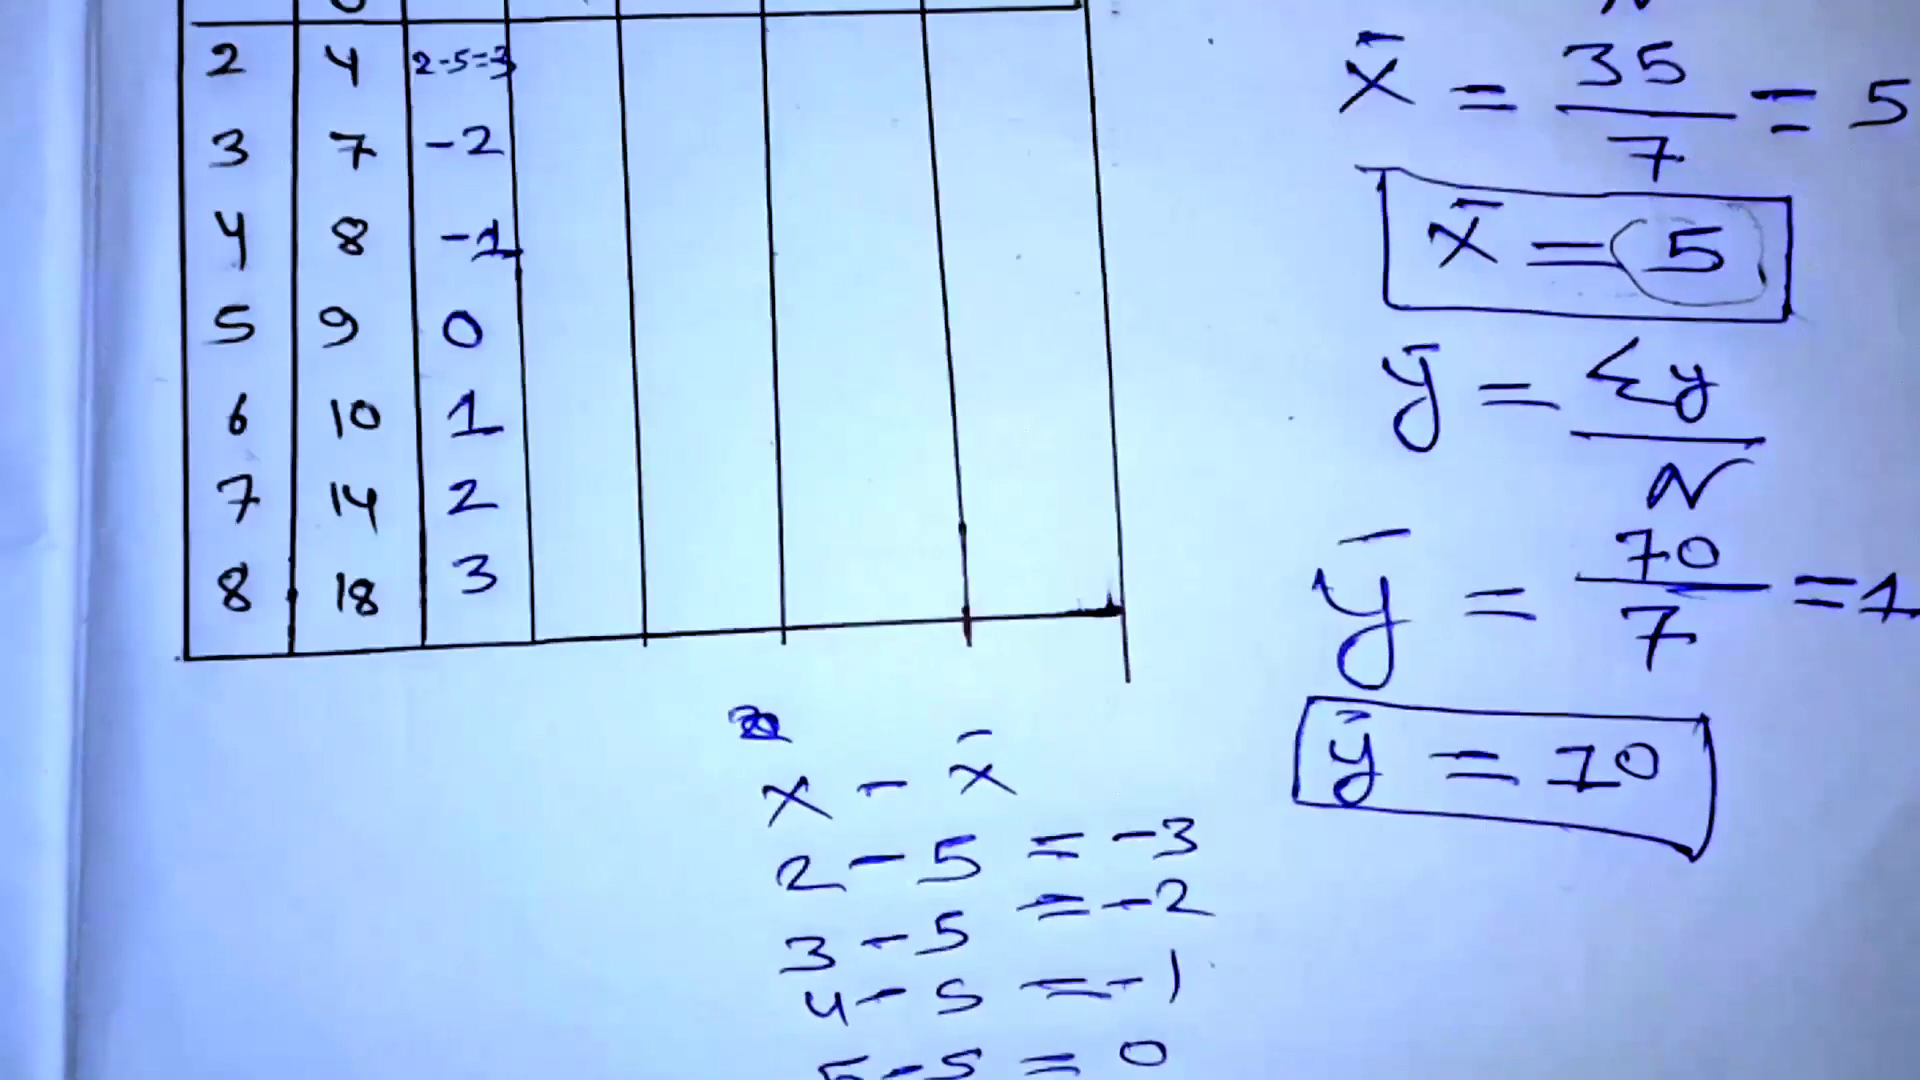 2 4 2-5=-3
3 7 -2
4 8 -1
5 9 0
6 10 1
7 14 2
8 18 3
x̄ = 35/7 = 5
x̄ = 5
ȳ = Σy/N
ȳ = 70/7 = 1
ȳ = 10
x - x̄
2 - 5 = -3
3 - 5 = -2
4 - 5 = -1
5 - 5 = 0